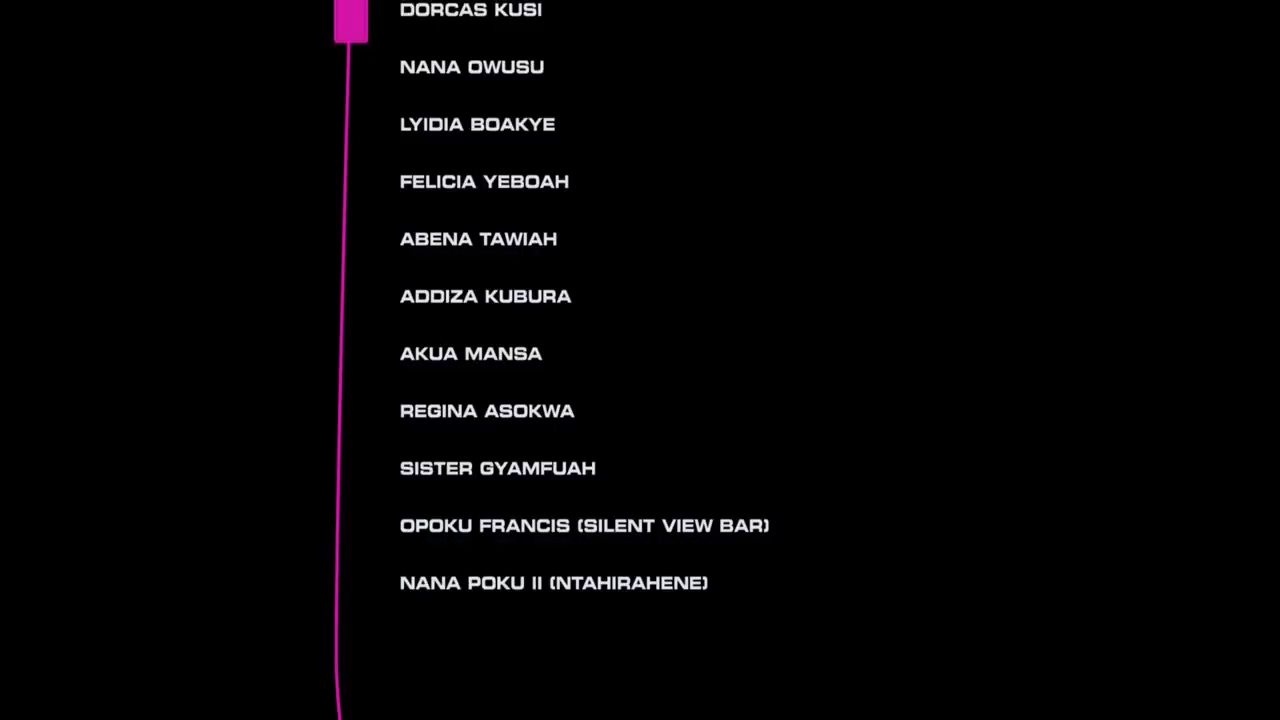 DORCAS KUSI
NANA OWUSU
LYIDIA BOAKYE
FELICIA YEBOAH
ABENA TAWIAH
ADDIZA KUBURA
AKUA MANSA
REGINA ASOKWA
SISTER GYAMFUAH
OPOKU FRANCIS (SILENT VIEW BAR)
NANA POKU II (NTAHIRAHENE)